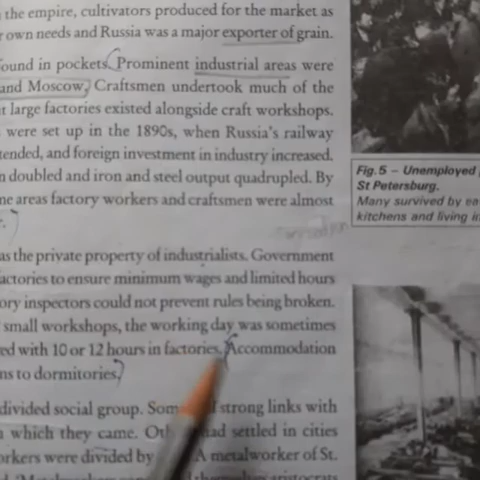 the empire, cultivators produced for the market as
own needs and Russia was a major exporter of grain.
ound in pockets. Prominent industrial areas were
and Moscow. Craftsmen undertook much of the
t large factories existed alongside craft workshops.
were set up in the 1890s, when Russia's railway
tended, and foreign investment in industry increased.
n doubled and iron and steel output quadrupled. By
ne areas factory workers and craftsmen were almost
as the private property of industrialists. Government
actories to ensure minimum wages and limited hours
ory inspectors could not prevent rules being broken.
small workshops, the working day was sometimes
ed with 10 or 12 hours in factories. Accommodation
ns to dormitories.
divided social group. Som strong links with
which they came. Ot had settled in cities
orkers were divided by A metalworker of St.
Fig.5 – Unemployed
St Petersburg.
Many survived by ea
kitchens and living in